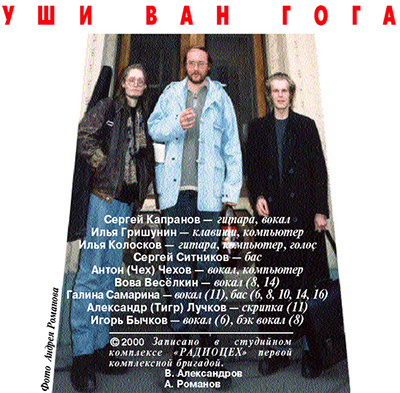 УШИ ВАН ГОГА
Сергей Капранов — гитара, вокал
Илья Гришунин — клавиши, компьютер
Илья Колосков — гитара, компьютер, голос
Сергей Ситников — бас
Антон (Чех) Чехов — вокал, компьютер
Вова Весёлкин — вокал (8, 14)
Галина Самарина — вокал (11), бас (6, 8, 10, 14, 16)
Александр (Тигр) Лучков — скрипка (11)
Игорь Бычков — вокал (6), бэк вокал (8)
©2000 Записано в студийном
комплексе «РАДИОЦЕХ» первой
комплексной бригадой.
В. Александров
А. Романов
Фото Андрея Романова